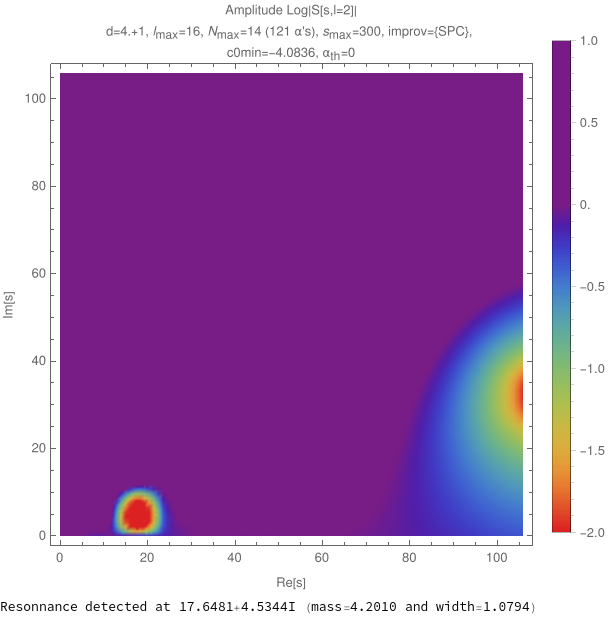 Amplitude Log|S[s,l=2]|
d=4.+1, lmax=16, Nmax=14 (121 α's), smax=300, improv={SPC},
c0min=−4.0836, αth=0
1.0
0.5
0.
−0.5
−1.0
−1.5
−2.0
100
80
60
40
20
0
Im[s]
0 20 40 60 80 100
Re[s]
Resonnance detected at 17.6481+4.5344I (mass=4.2010 and width=1.0794)